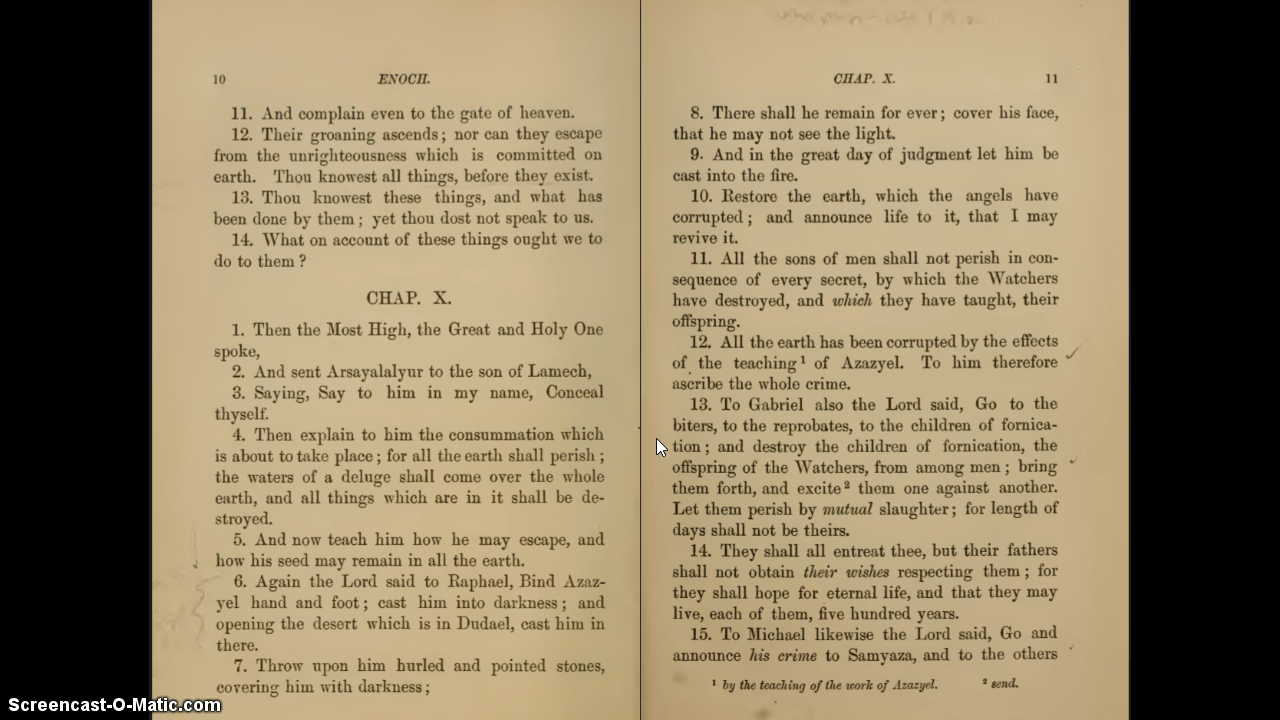 10 ENOCH.
11. And complain even to the gate of heaven.
12. Their groaning ascends; nor can they escape
from the unrighteousness which is committed on
earth. Thou knowest all things, before they exist.
13. Thou knowest these things, and what has
been done by them; yet thou dost not speak to us.
14. What on account of these things ought we to
do to them?
CHAP. X.
1. Then the Most High, the Great and Holy One
spoke,
2. And sent Arsayalalyur to the son of Lamech,
3. Saying, Say to him in my name, Conceal
thyself.
4. Then explain to him the consummation which
is about to take place; for all the earth shall perish;
the waters of a deluge shall come over the whole
earth, and all things which are in it shall be de-
stroyed.
5. And now teach him how he may escape, and
how his seed may remain in all the earth.
6. Again the Lord said to Raphael, Bind Azaz-
yel hand and foot; cast him into darkness; and
opening the desert which is in Dudael, cast him in
there.
7. Throw upon him hurled and pointed stones,
covering him with darkness;
CHAP. X. 11
8. There shall he remain for ever; cover his face,
that he may not see the light.
9. And in the great day of judgment let him be
cast into the fire.
10. Restore the earth, which the angels have
corrupted; and announce life to it, that I may
revive it.
11. All the sons of men shall not perish in con-
sequence of every secret, by which the Watchers
have destroyed, and which they have taught, their
offspring.
12. All the earth has been corrupted by the effects
of the teaching¹ of Azazyel. To him therefore
ascribe the whole crime.
13. To Gabriel also the Lord said, Go to the
biters, to the reprobates, to the children of fornica-
tion; and destroy the children of fornication, the
offspring of the Watchers, from among men; bring
them forth, and excite² them one against another.
Let them perish by mutual slaughter; for length of
days shall not be theirs.
14. They shall all entreat thee, but their fathers
shall not obtain their wishes respecting them; for
they shall hope for eternal life, and that they may
live, each of them, five hundred years.
15. To Michael likewise the Lord said, Go and
announce his crime to Samyaza, and to the others
¹ by the teaching of the work of Azazyel. ² send.
Screencast-O-Matic.com